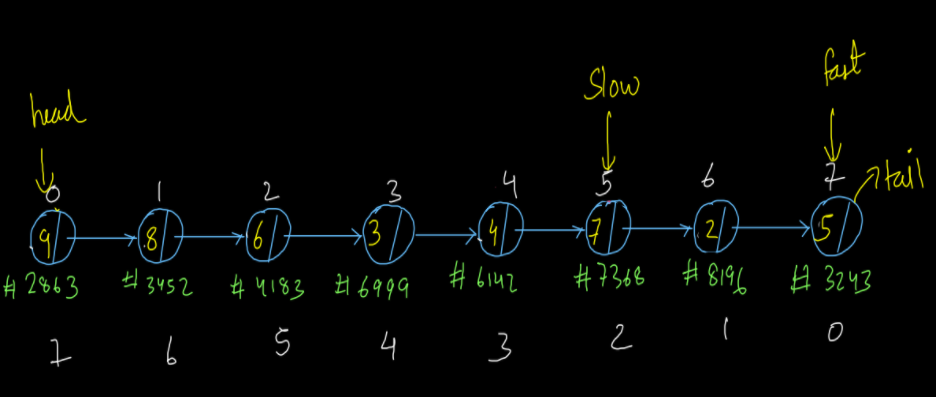 fast
Slow
head
0 1 2 3 4 5 6 7 tail
9 8 6 3 4 7 2 5
#2863 #3452 #4183 #6999 #6142 #7368 #8196 #3243
7 6 5 4 3 2 1 0